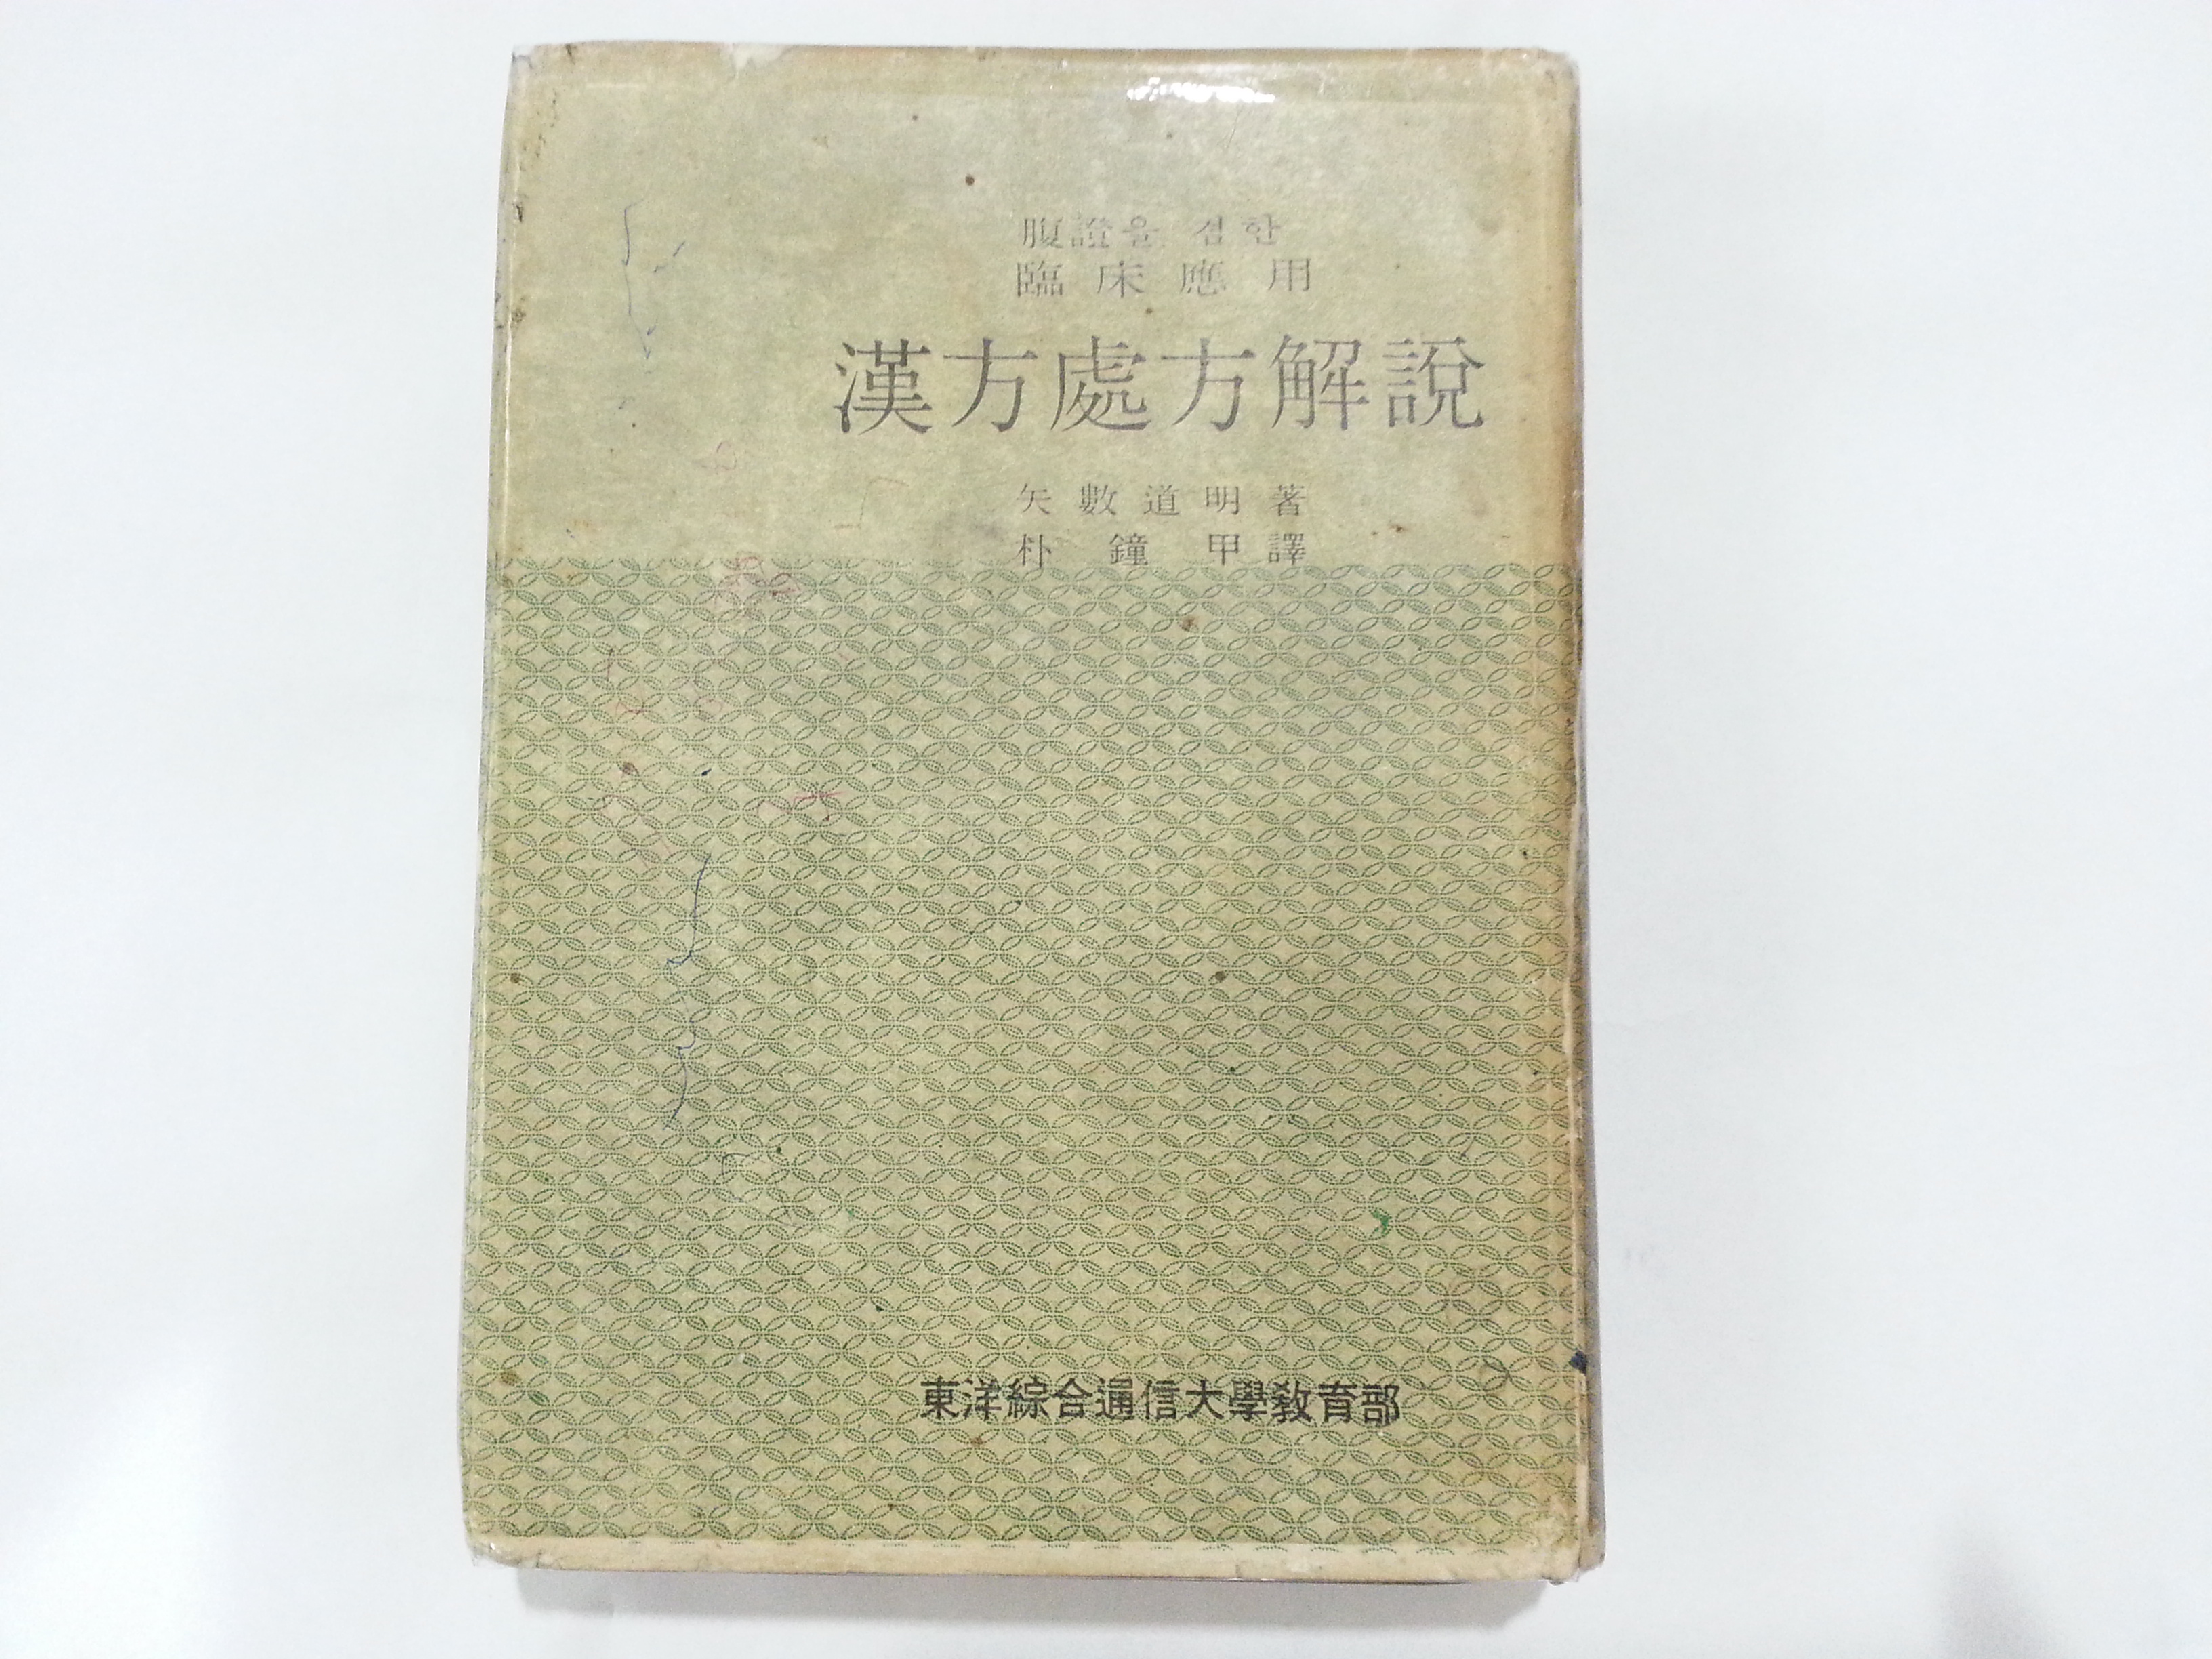 腹證을 겸한
臨床應用
漢方處方解說
矢數道明著
朴鐘甲譯
東洋綜合通信大學敎育部